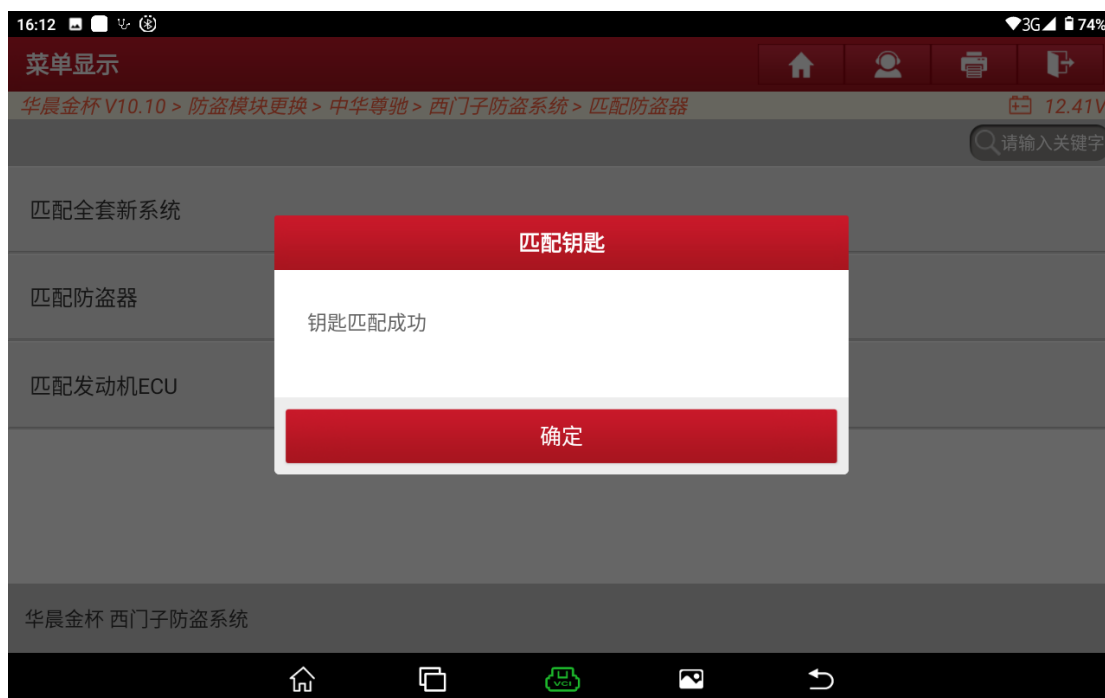 16:12 3G 74%
菜单显示
华晨金杯 V10.10 > 防盗模块更换 > 中华尊驰 > 西门子防盗系统 > 匹配防盗器 12.41V
请输入关键字
匹配全套新系统
匹配钥匙
匹配防盗器
钥匙匹配成功
匹配发动机ECU
确定
华晨金杯 西门子防盗系统
VCI